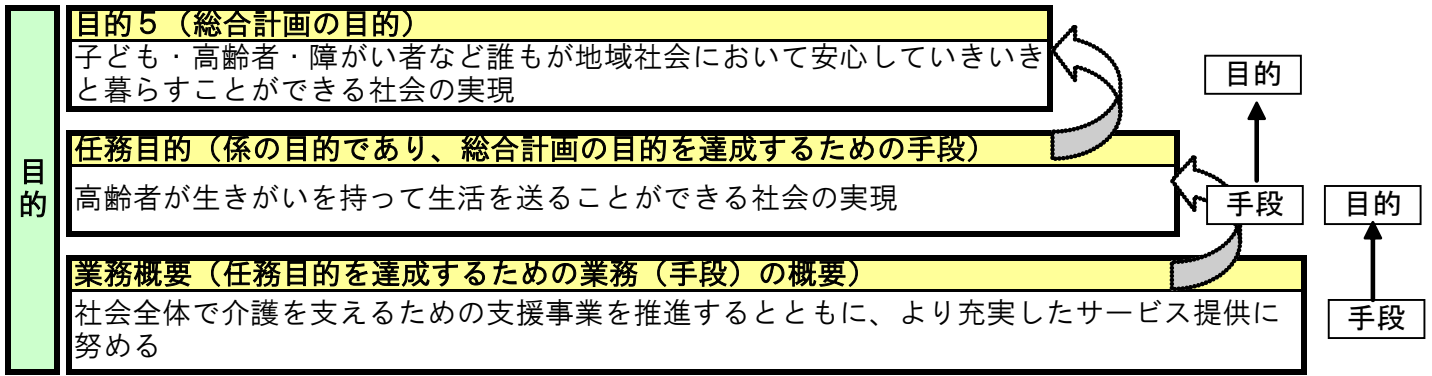 目的
目的５（総合計画の目的）
子ども・高齢者・障がい者など誰もが地域社会において安心していきいき
と暮らすことができる社会の実現
任務目的（係の目的であり、総合計画の目的を達成するための手段）
高齢者が生きがいを持って生活を送ることができる社会の実現
業務概要（任務目的を達成するための業務（手段）の概要）
社会全体で介護を支えるための支援事業を推進するとともに、より充実したサービス提供に
努める
目的
手段
目的
手段